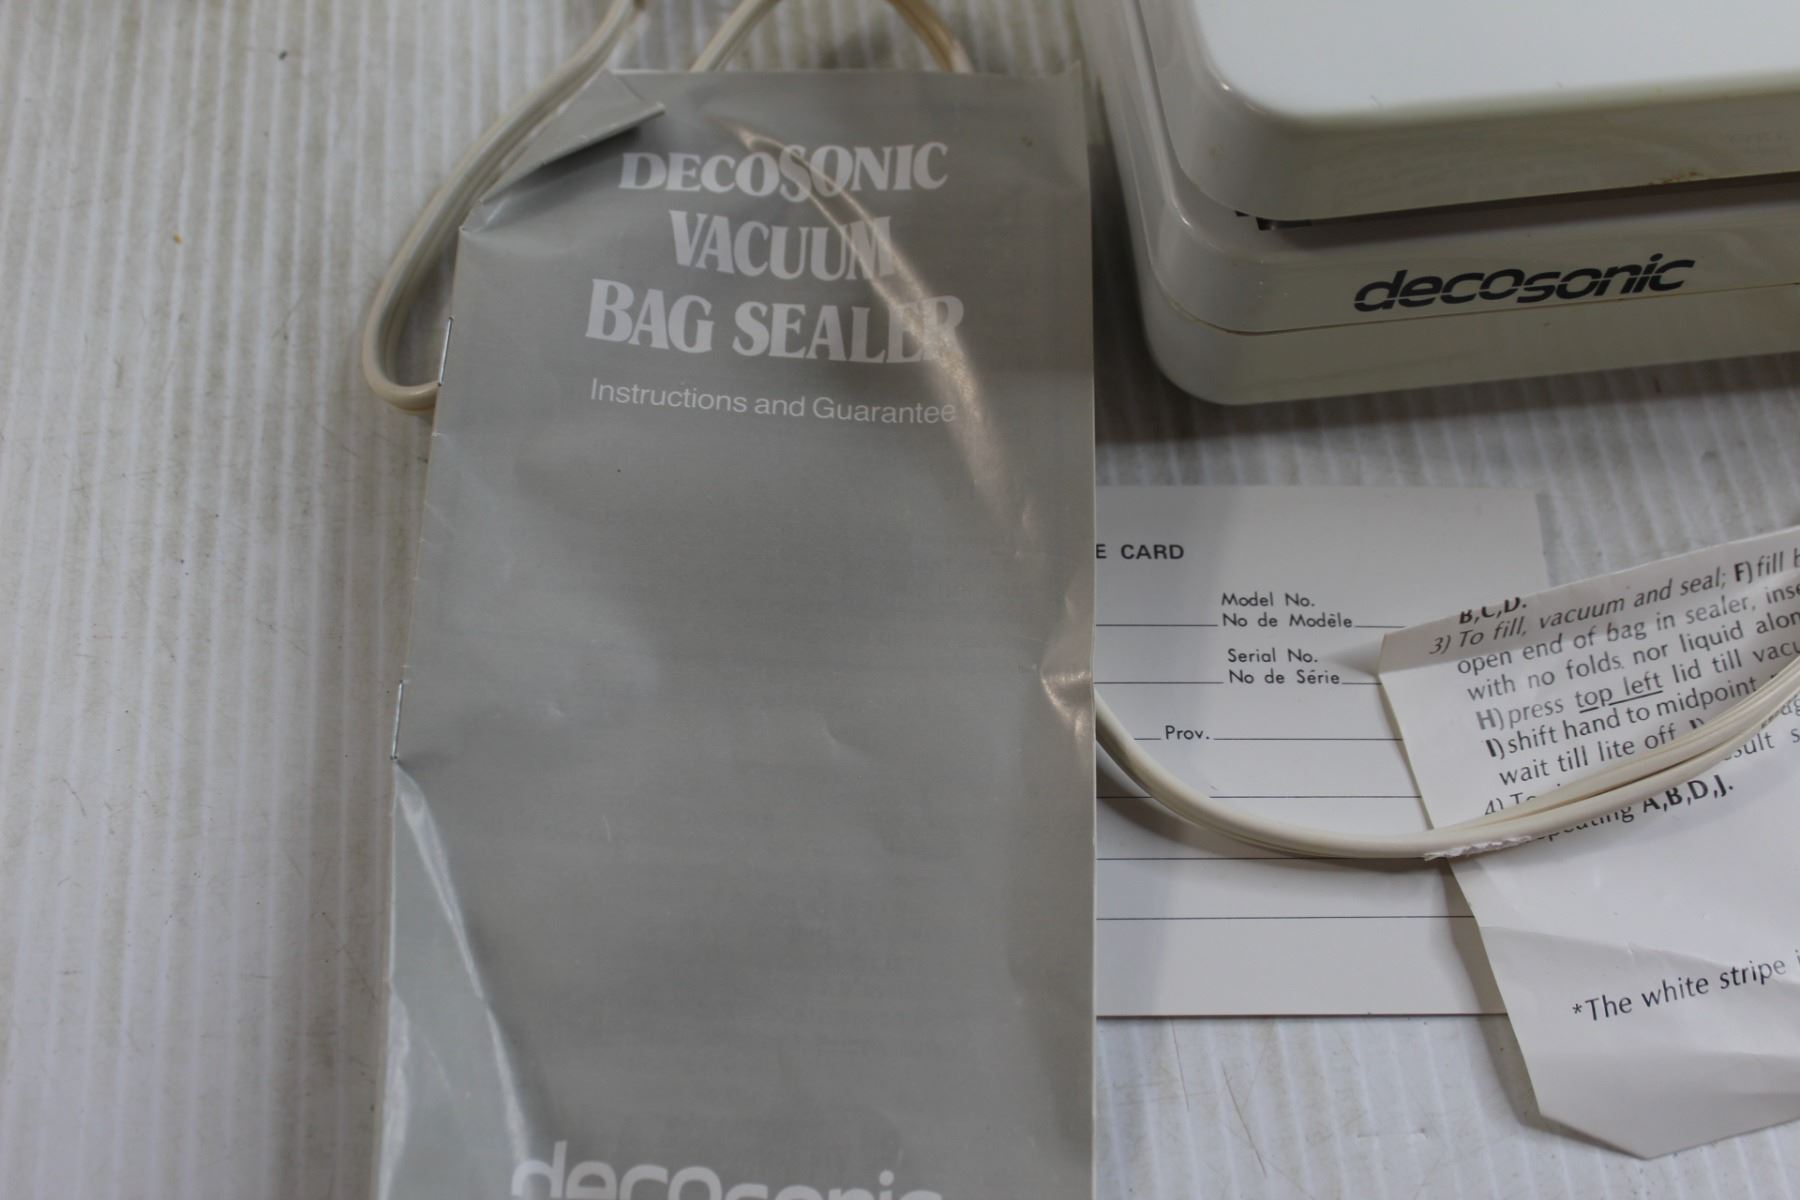 DECOSONIC
VACUUM
BAG SEALER
Instructions and Guarantee
decosonic
decosonic
E CARD
Model No.
No de Modèle
Serial No.
No de Série
Prov.
B,C,D.
3) To fill, vacuum and seal; F) fill
open end of bag in sealer,
with no folds nor liquid
H) press top left lid till
I) shift hand to midpoint
wait till lite off
4)
A,B,D,J.
*The white stripe